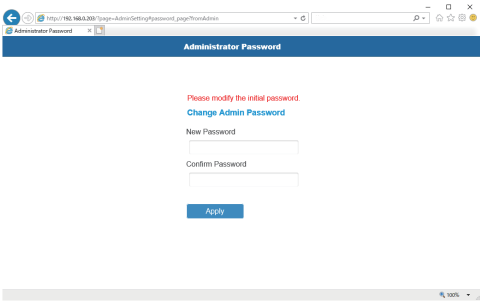 http://192.168.0.203/?page=AdminSetting#password_page?fromAdmin
Administrator Password
Administrator Password
Please modify the initial password.
Change Admin Password
New Password
Confirm Password
Apply
100%